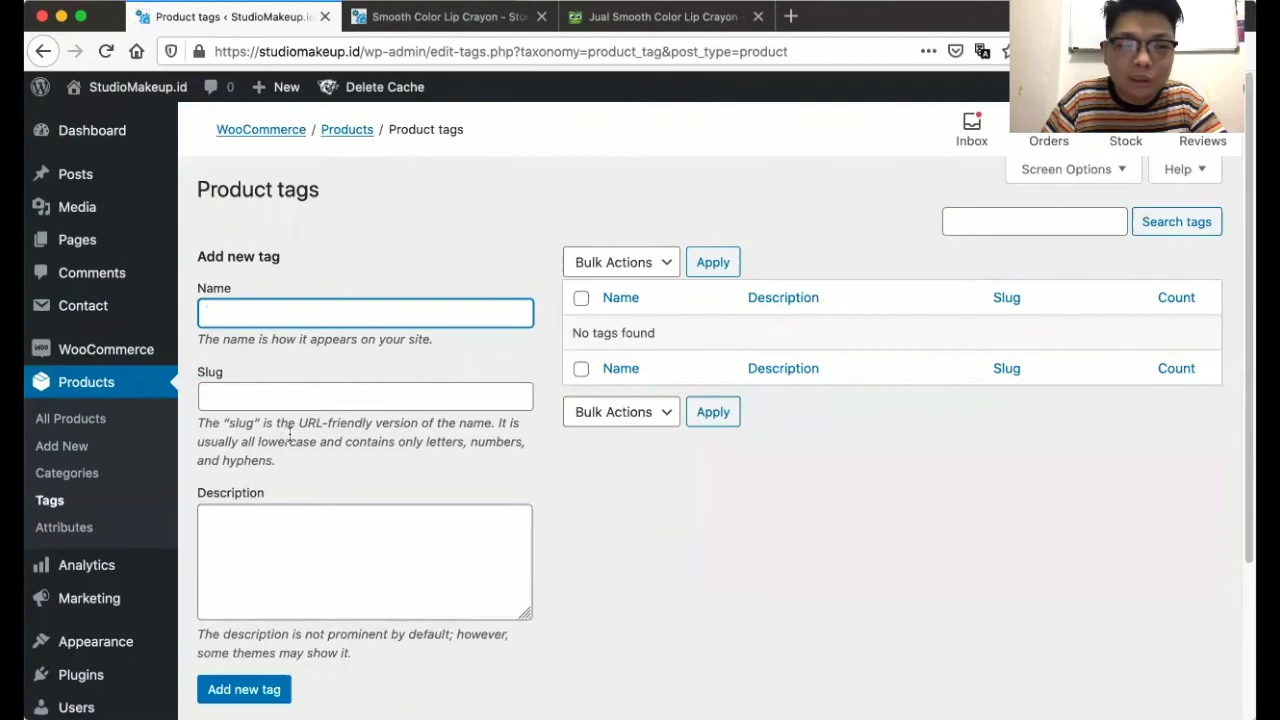 Product tags ‹ StudioMakeup.i
Smooth Color Lip Crayon - Stu
Jual Smooth Color Lip Crayon -
https://studiomakeup.id/wp-admin/edit-tags.php?taxonomy=product_tag&post_type=product
StudioMakeup.id 0 New Delete Cache
Dashboard
Posts
Media
Pages
Comments
Contact
WooCommerce
Products
All Products
Add New
Categories
Tags
Attributes
Analytics
Marketing
Appearance
Plugins
Users
WooCommerce / Products / Product tags
Inbox Orders Stock Reviews
Screen Options Help
Product tags
Search tags
Add new tag
Name
The name is how it appears on your site.
Slug
The “slug” is the URL-friendly version of the name. It is
usually all lowercase and contains only letters, numbers,
and hyphens.
Description
The description is not prominent by default; however,
some themes may show it.
Add new tag
Bulk Actions Apply
Name Description Slug Count
No tags found
Name Description Slug Count
Bulk Actions Apply